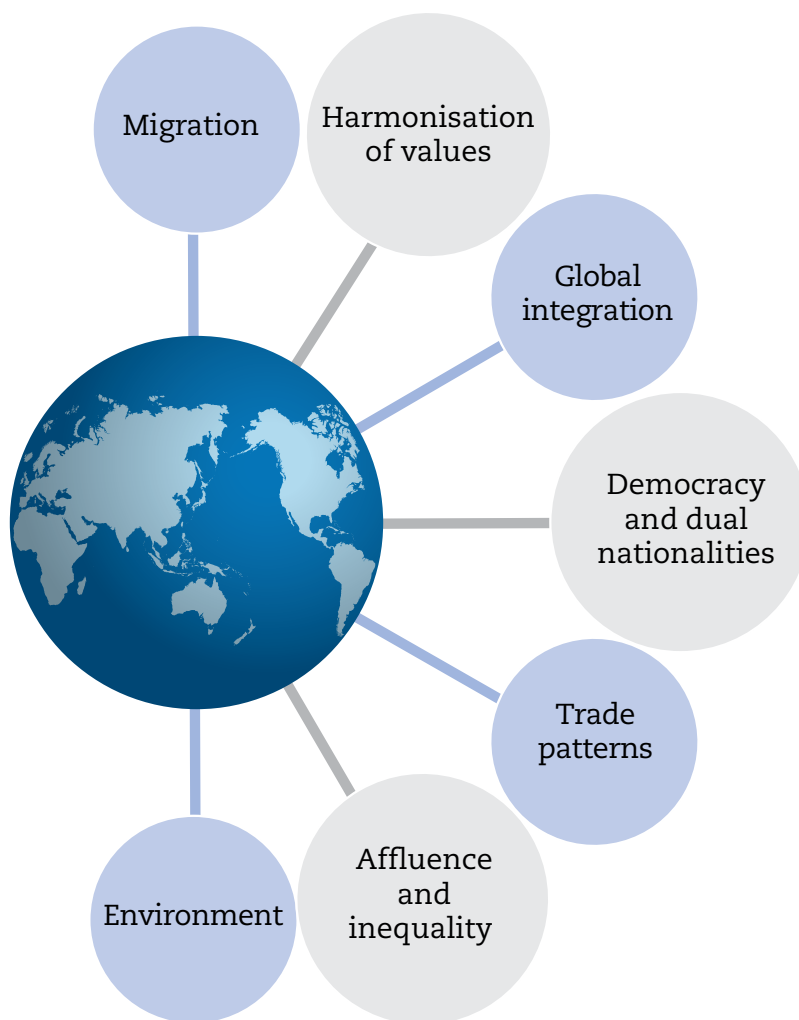 Migration
Harmonisation
of values
Global
integration
Democracy
and dual
nationalities
Trade
patterns
Affluence
and
inequality
Environment